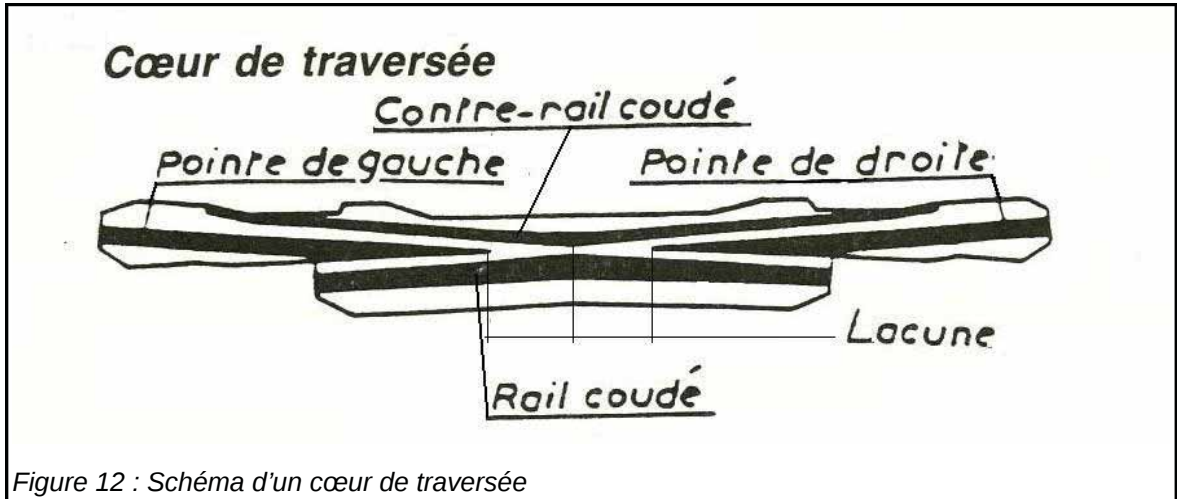 Cœur de traversée
Contre-rail coudé
Pointe de gauche
Pointe de droite
Lacune
Rail coudé
Figure 12 : Schéma d'un cœur de traversée